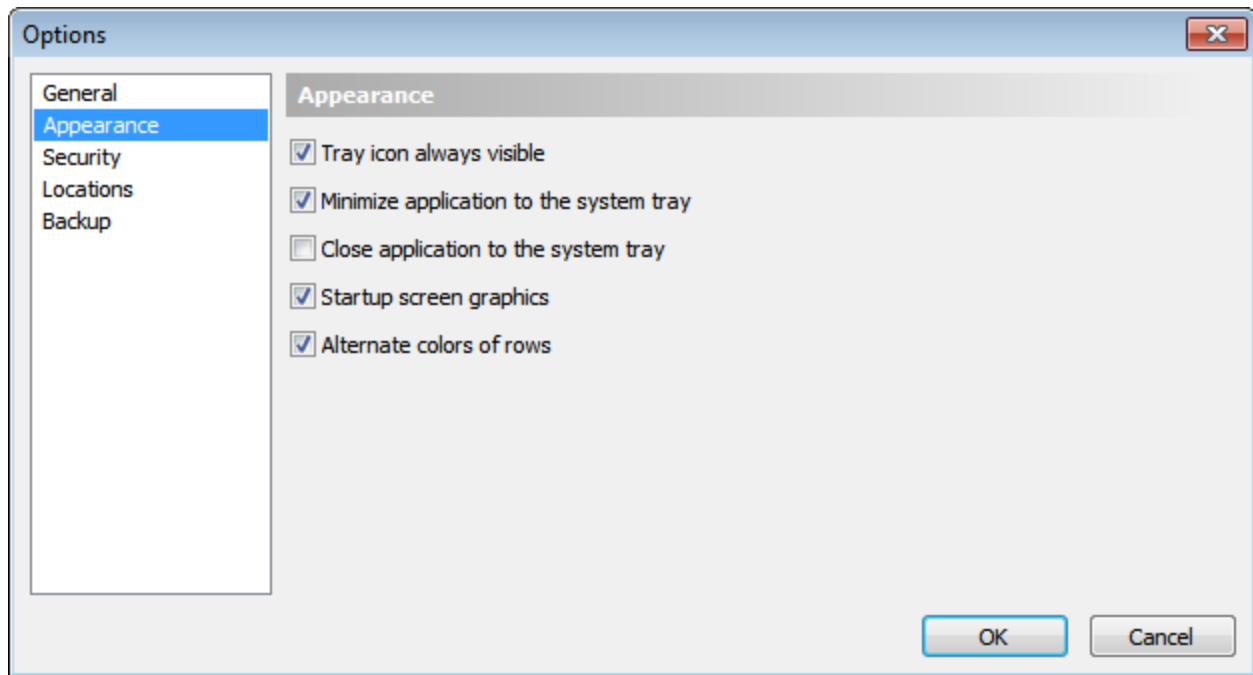 Options
General
Appearance
Security
Locations
Backup
Appearance
Tray icon always visible
Minimize application to the system tray
Close application to the system tray
Startup screen graphics
Alternate colors of rows
OK
Cancel